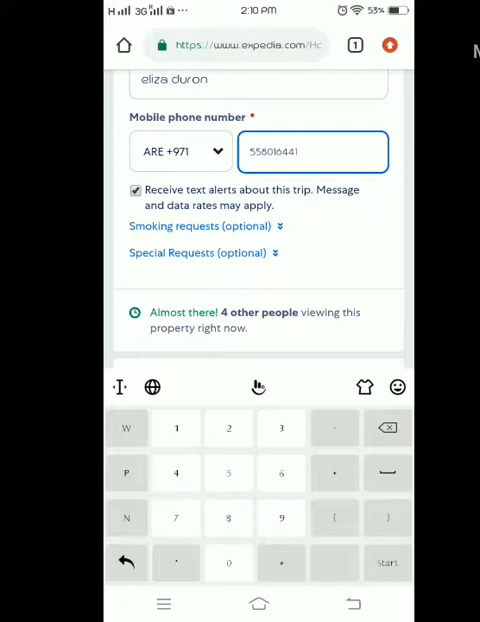 H 3G R 2:10 PM 53%
https://www.expedia.com/Ho
1
eliza duron
Mobile phone number *
ARE +971 558016441
Receive text alerts about this trip. Message
and data rates may apply.
Smoking requests (optional)
Special Requests (optional)
Almost there! 4 other people viewing this
property right now.
W 1 2 3 -
P 4 5 6 +
N 7 8 9 ( )
0 Start